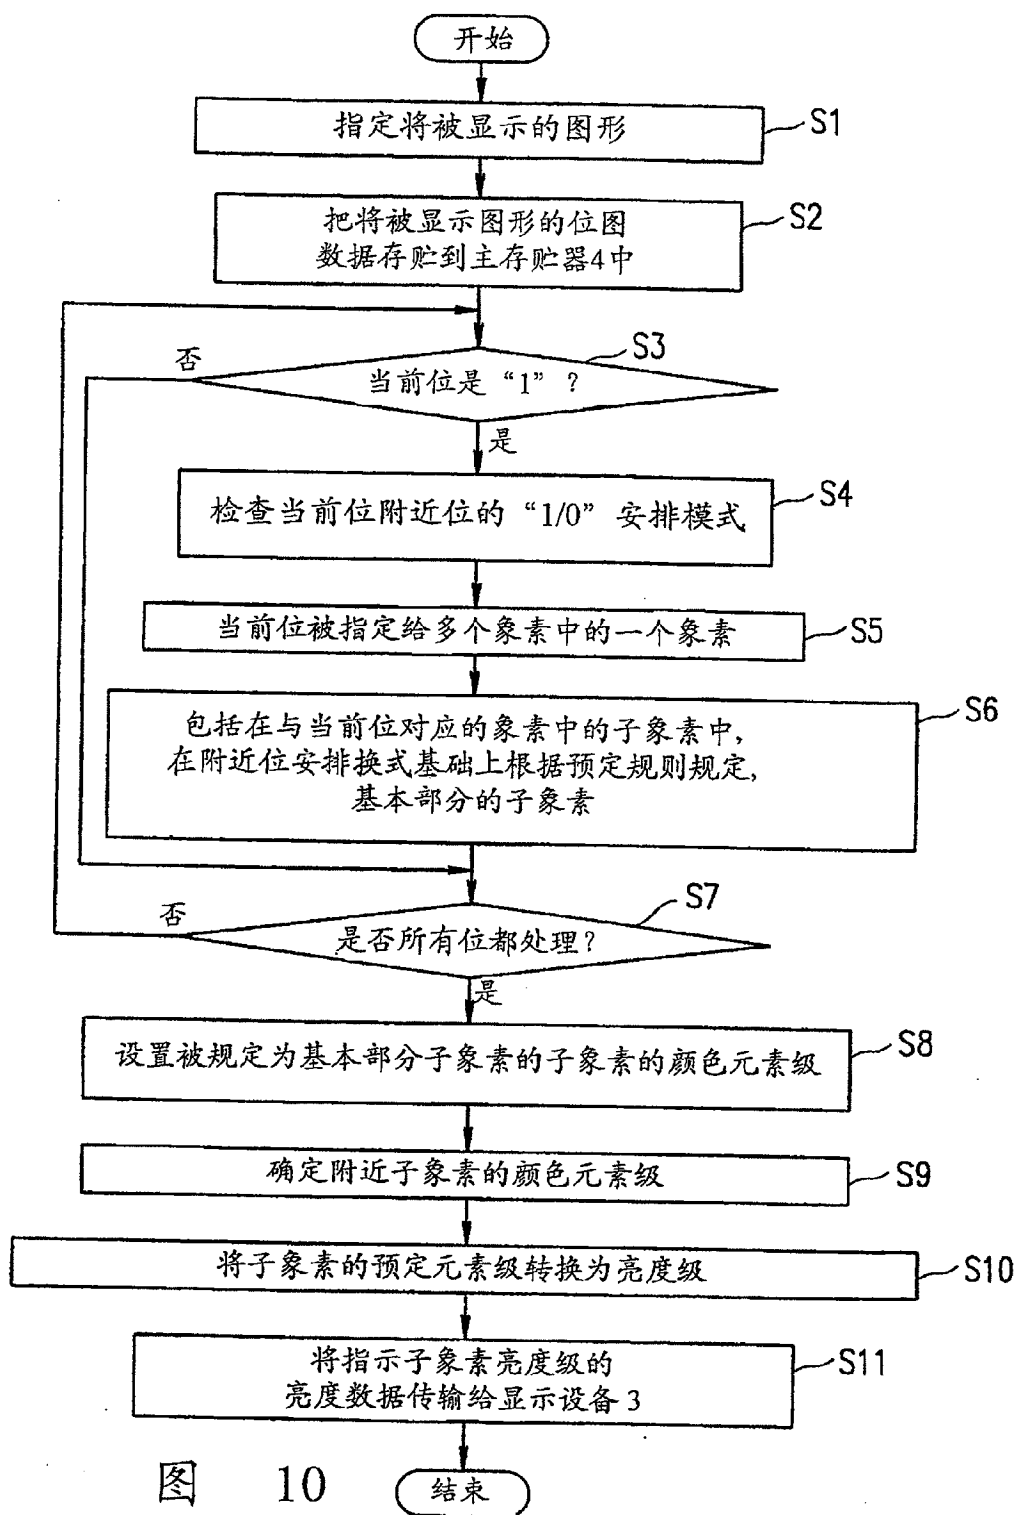 开始
指定将被显示的图形
S1
把将被显示图形的位图
数据存贮到主存贮器4中
S2
否
当前位是“1”？
S3
是
检查当前位附近位的“1/0”安排模式
S4
当前位被指定给多个象素中的一个象素
S5
包括在与当前位对应的象素中的子象素中,
在附近位安排换式基础上根据预定规则规定,
基本部分的子象素
S6
否
是否所有位都处理?
S7
是
设置被规定为基本部分子象素的子象素的颜色元素级
S8
确定附近子象素的颜色元素级
S9
将子象素的预定元素级转换为亮度级
S10
将指示子象素亮度级的
亮度数据传输给显示设备3
S11
结束
图 10